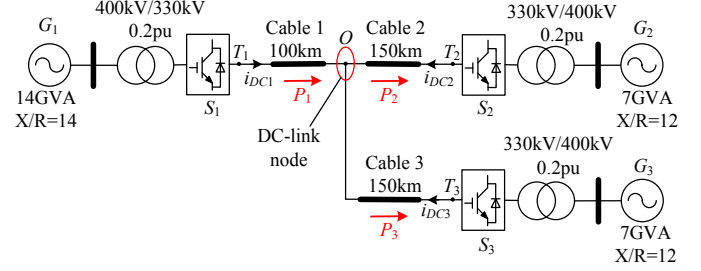 400kV/330kV
0.2pu
G1
14GVA
X/R=14
S1
T1
iDC1
Cable 1
100km
P1
O
DC-link
node
Cable 2
150km
P2
T2
iDC2
S2
330kV/400kV
0.2pu
G2
7GVA
X/R=12
Cable 3
150km
P3
T3
iDC3
S3
330kV/400kV
0.2pu
G3
7GVA
X/R=12